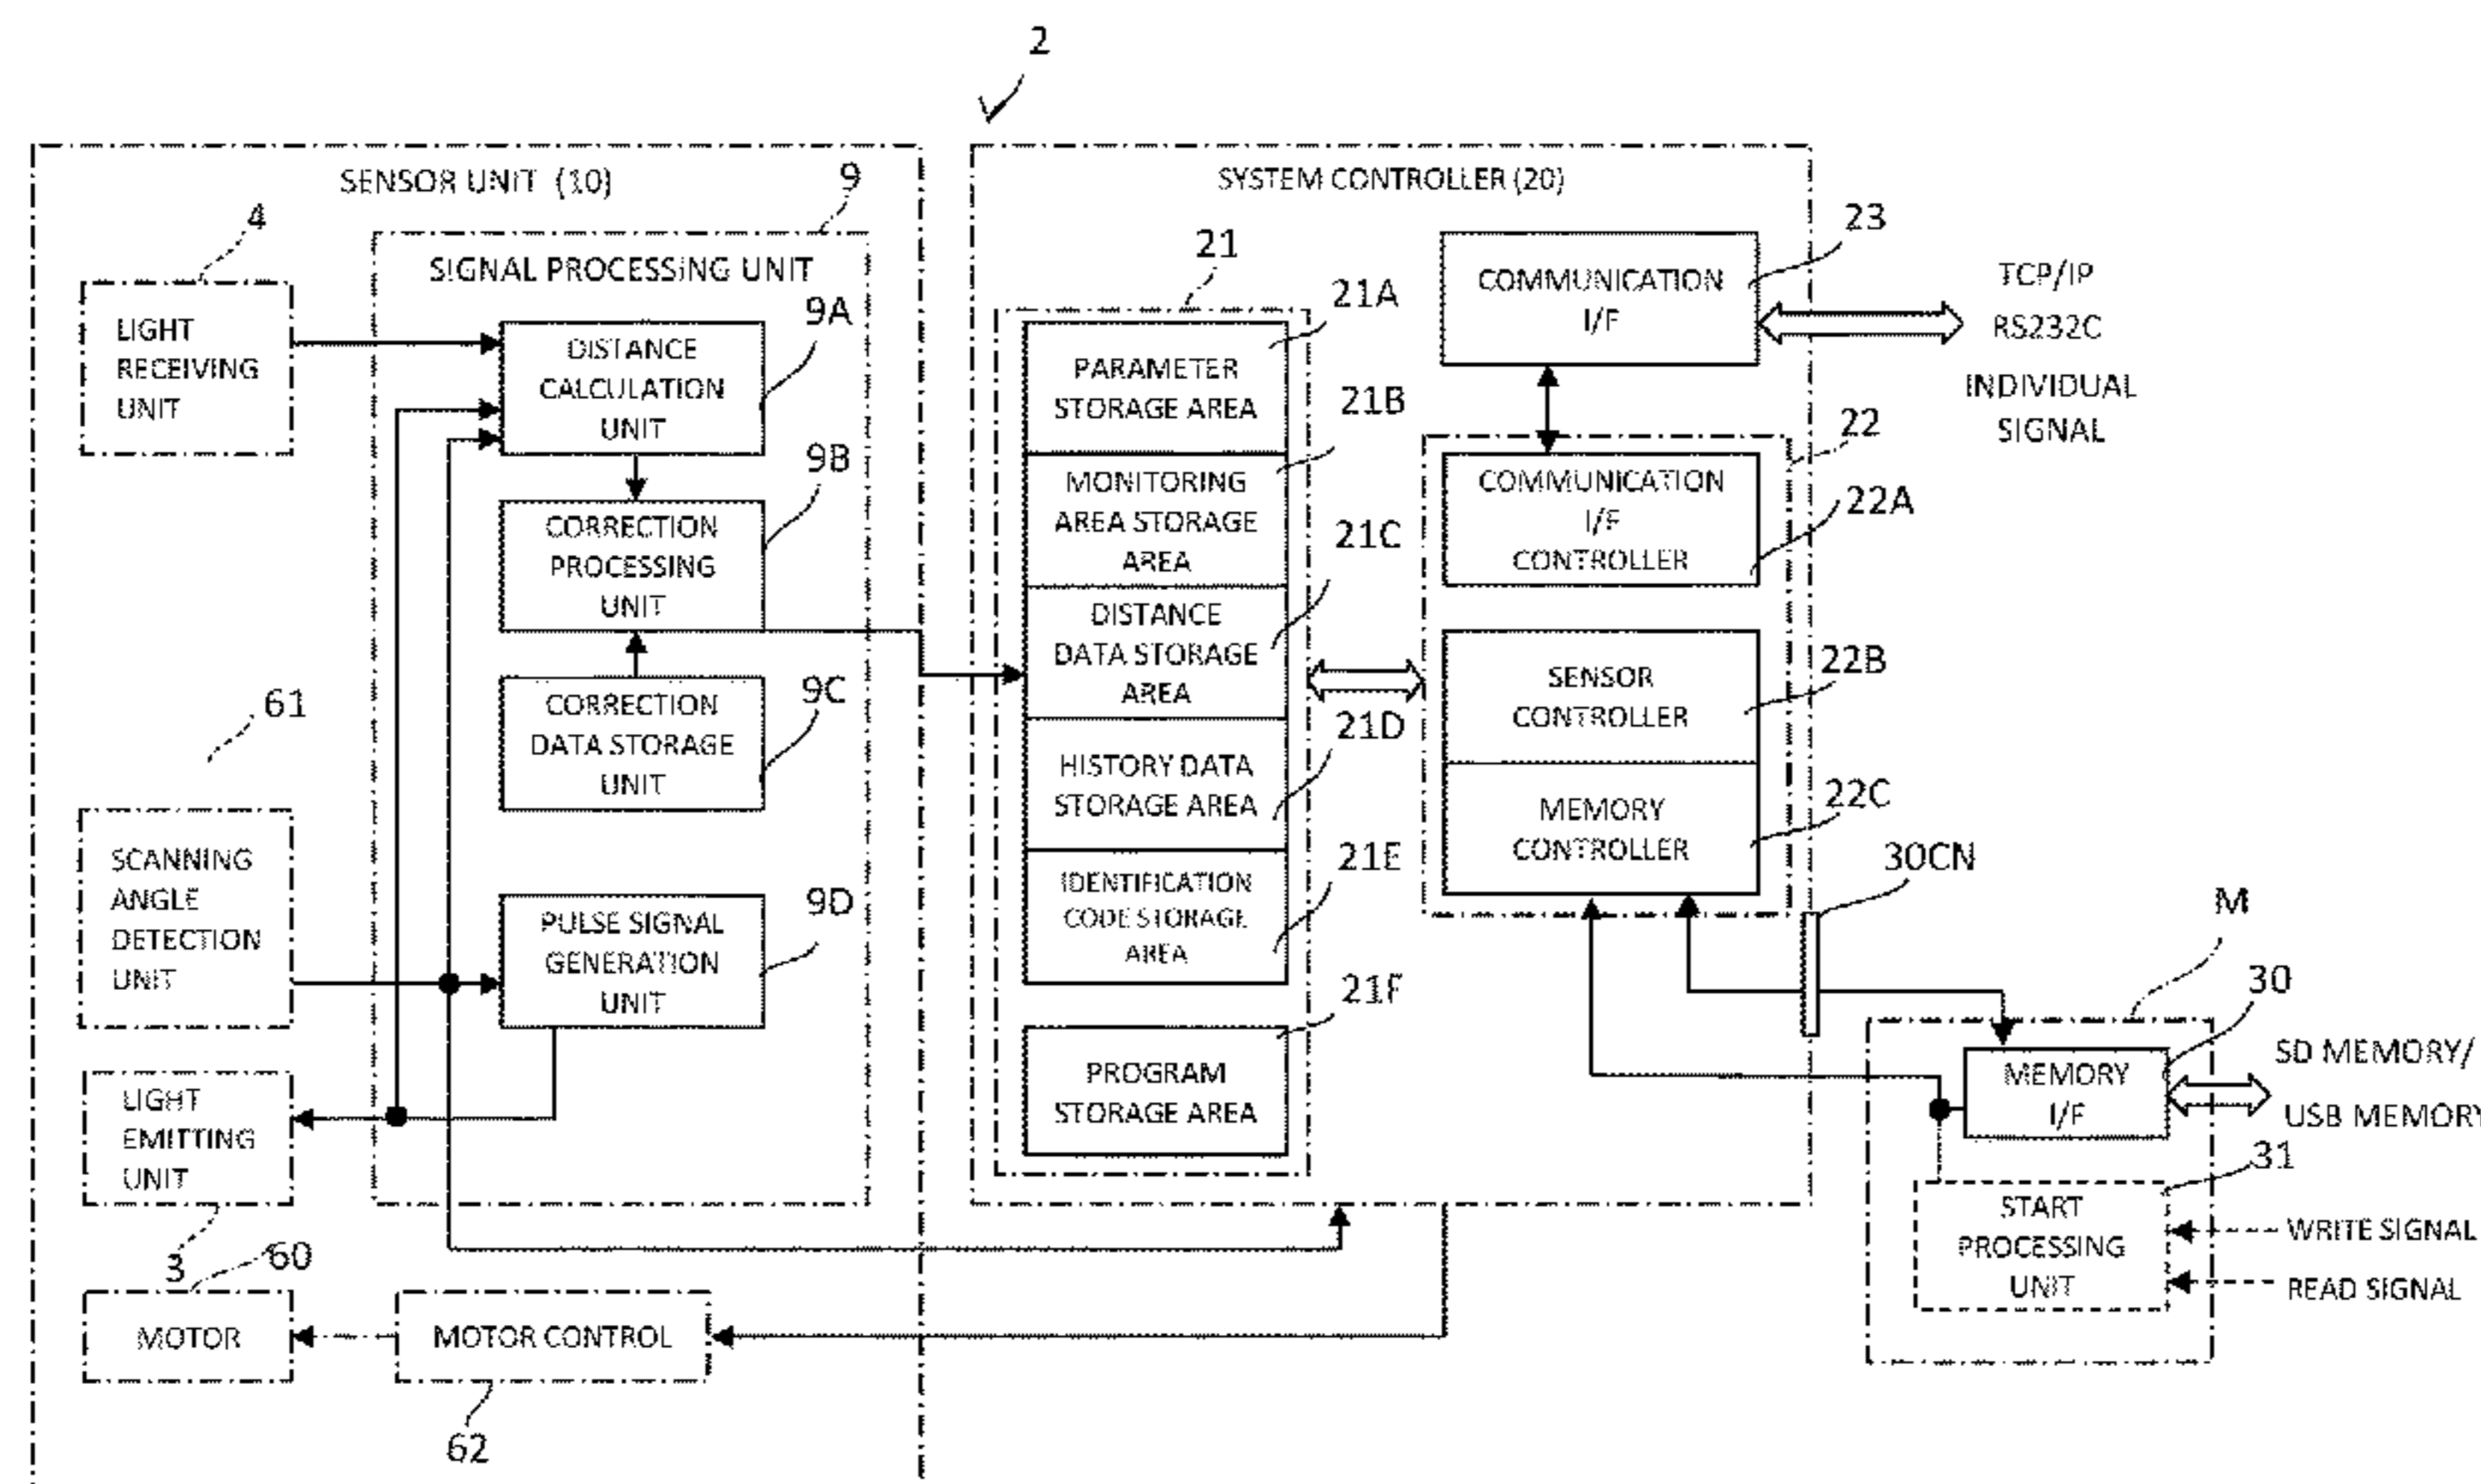 2
SENSOR UNIT (10)
9
SYSTEM CONTROLLER (20)
4
SIGNAL PROCESSING UNIT
LIGHT
RECEIVING
UNIT
9A
DISTANCE
CALCULATION
UNIT
9B
CORRECTION
PROCESSING
UNIT
61
9C
CORRECTION
DATA STORAGE
UNIT
SCANNING
ANGLE
DETECTION
UNIT
9D
PULSE SIGNAL
GENERATION
UNIT
LIGHT
EMITTING
UNIT
3
60
MOTOR
MOTOR CONTROL
62
21
21A
PARAMETER
STORAGE AREA
21B
MONITORING
AREA STORAGE
AREA
21C
DISTANCE
DATA STORAGE
AREA
21D
HISTORY DATA
STORAGE AREA
21E
IDENTIFICATION
CODE STORAGE
AREA
21F
PROGRAM
STORAGE AREA
23
COMMUNICATION
I/F
TCP/IP
RS232C
INDIVIDUAL
SIGNAL
22
COMMUNICATION
I/F
CONTROLLER
22A
SENSOR
CONTROLLER
22B
MEMORY
CONTROLLER
22C
30CN
M
30
MEMORY
I/F
SD MEMORY/
USB MEMORY
31
START
PROCESSING
UNIT
WRITE SIGNAL
READ SIGNAL